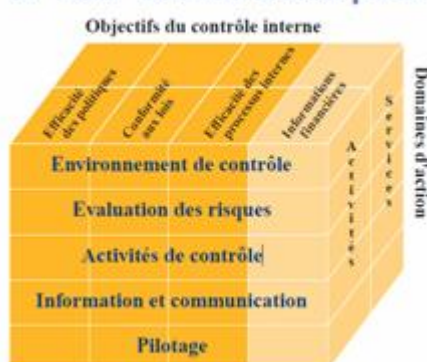 Objectifs du contrôle interne
Efficacité
des politiques
Conformité
aux lois
Efficacité des
processus internes
Informations
financières
Activités
Services
Domaines d'action
Environnement de contrôle
Evaluation des risques
Activités de contrôle
Information et communication
Pilotage